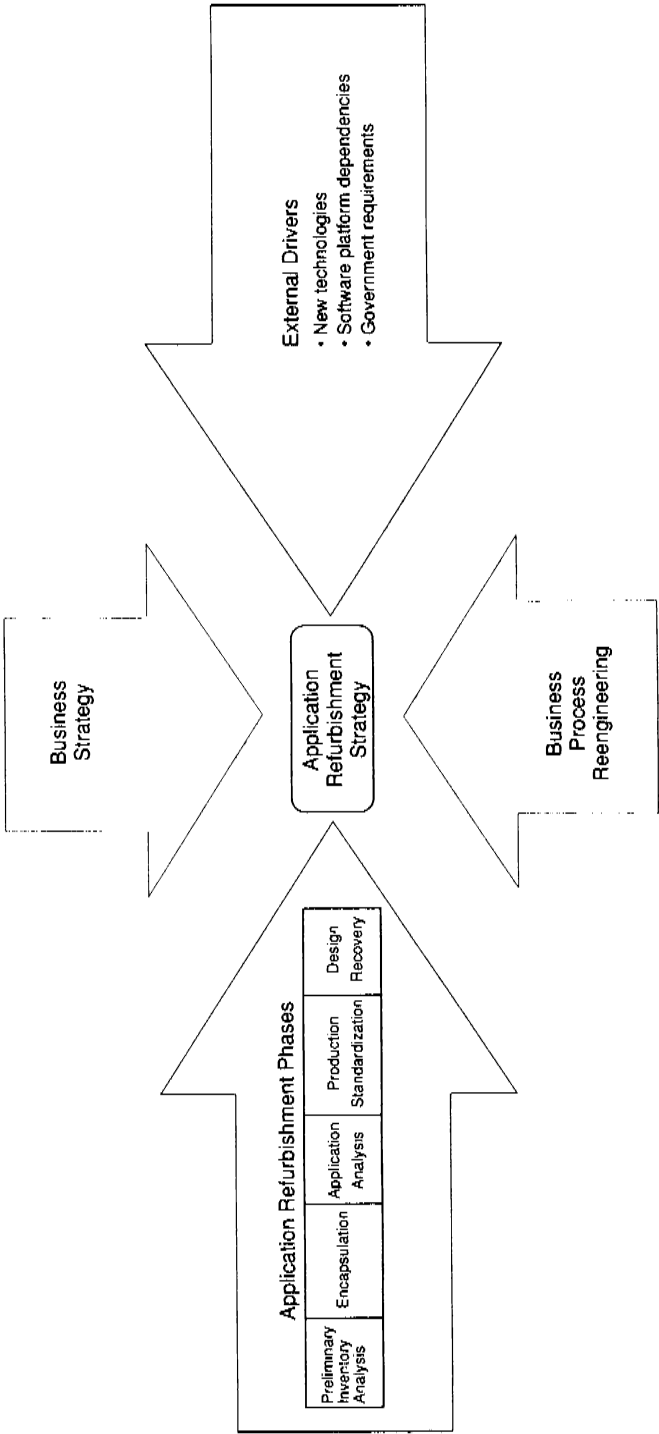 Business
Strategy
Application Refurbishment Phases
Preliminary
Inventory
Analysis
Encapsulation
Application
Analysis
Production
Standardization
Design
Recovery
Application
Refurbishment
Strategy
External Drivers
• New technologies
• Software platform dependencies
• Government requirements
Business
Process
Reengineering